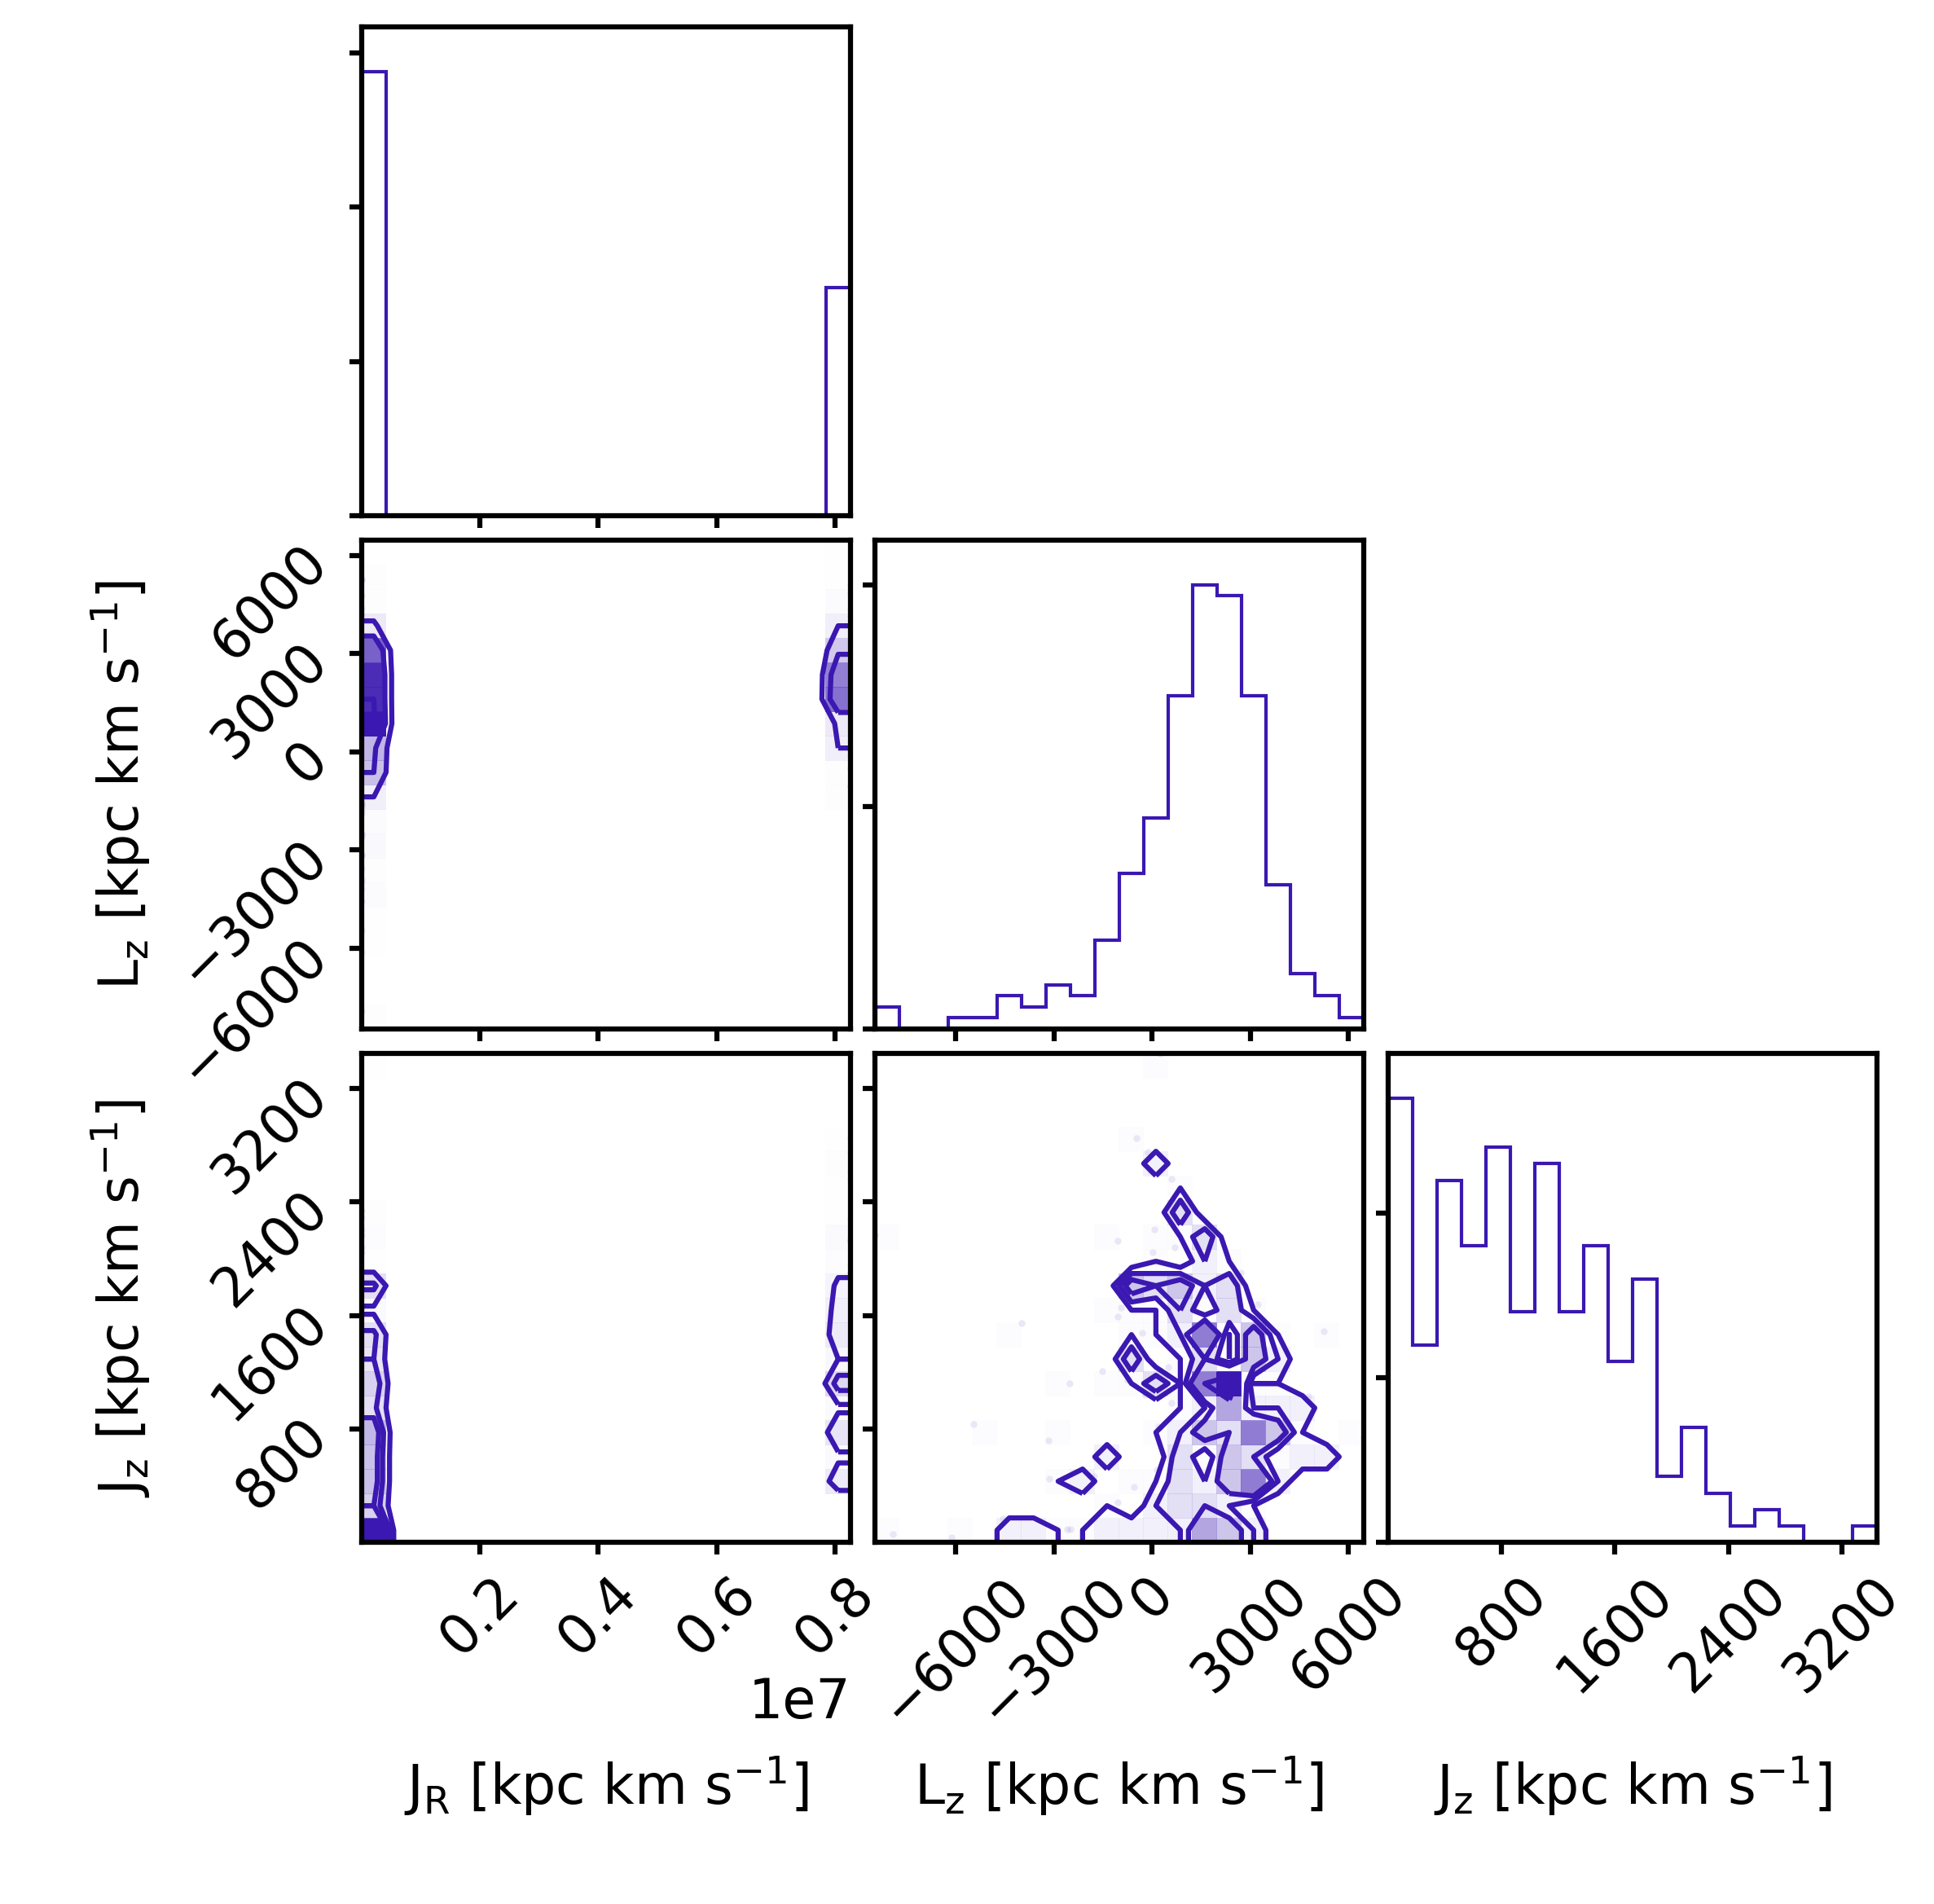 6000
3000
0
−3000
−6000
L_z [kpc km s⁻¹]
3200
2400
1600
800
J_z [kpc km s⁻¹]
0.2 0.4 0.6 0.8
1e7
J_R [kpc km s⁻¹]
−6000 −3000 0 3000 6000
L_z [kpc km s⁻¹]
800 1600 2400 3200
J_z [kpc km s⁻¹]